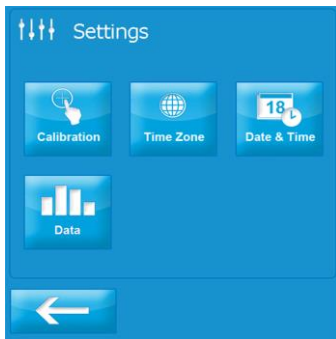 Settings
Calibration
Time Zone
18
Date & Time
Data